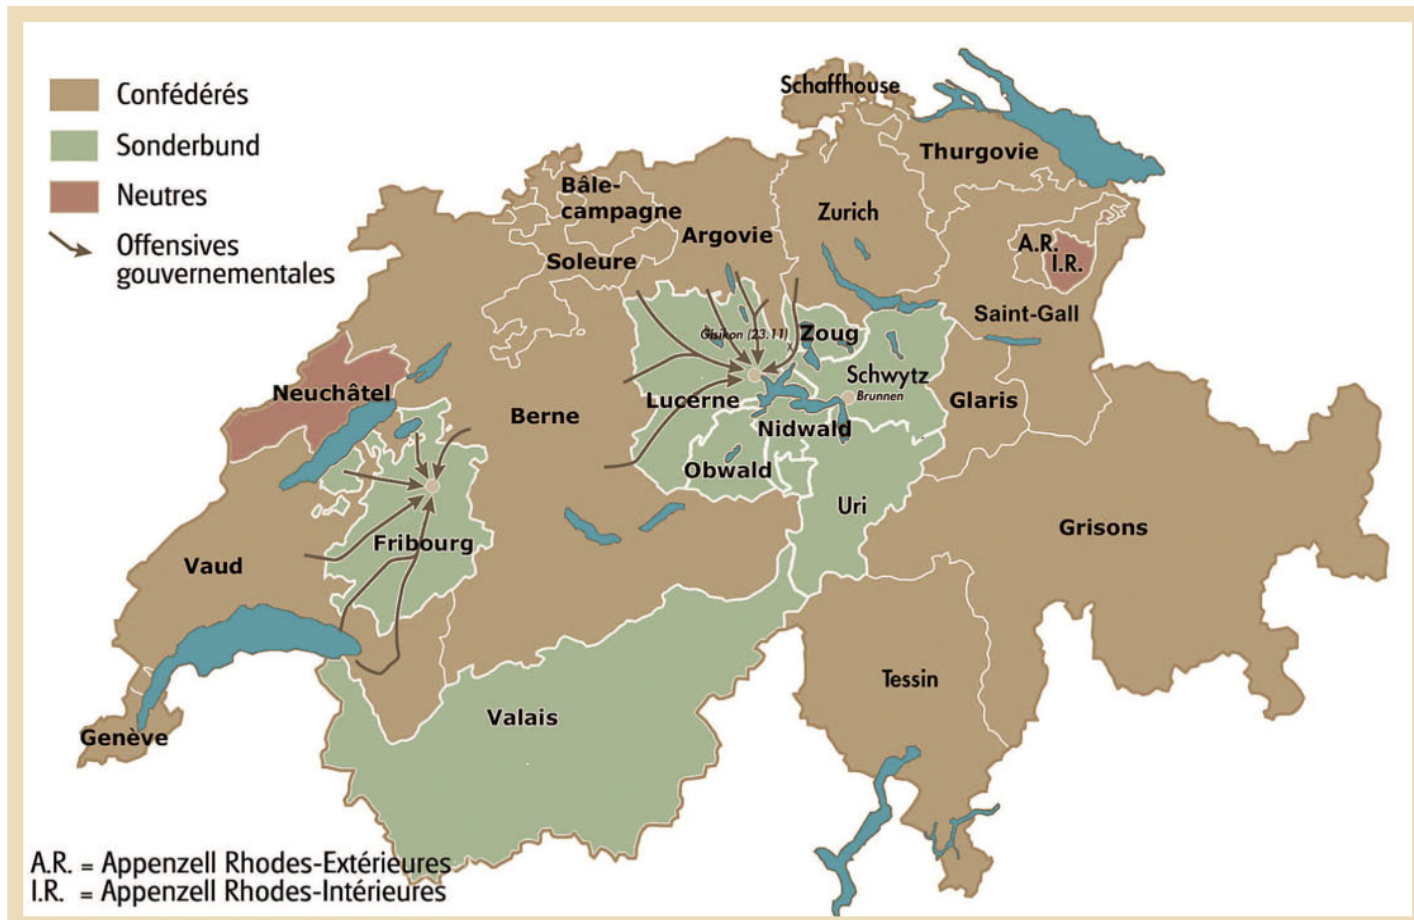 Confédérés
Sonderbund
Neutres
Offensives
gouvernementales
Schaffhouse
Thurgovie
Bâle-
campagne
Zurich
Argovie
Soleure
A.R.
I.R.
Saint-Gall
Gisikon (23.11)
Zoug
Neuchâtel
Schwytz
Brunnen
Lucerne
Glaris
Berne
Nidwald
Obwald
Uri
Grisons
Fribourg
Vaud
Tessin
Valais
Genève
A.R. = Appenzell Rhodes-Extérieures
I.R. = Appenzell Rhodes-Intérieures